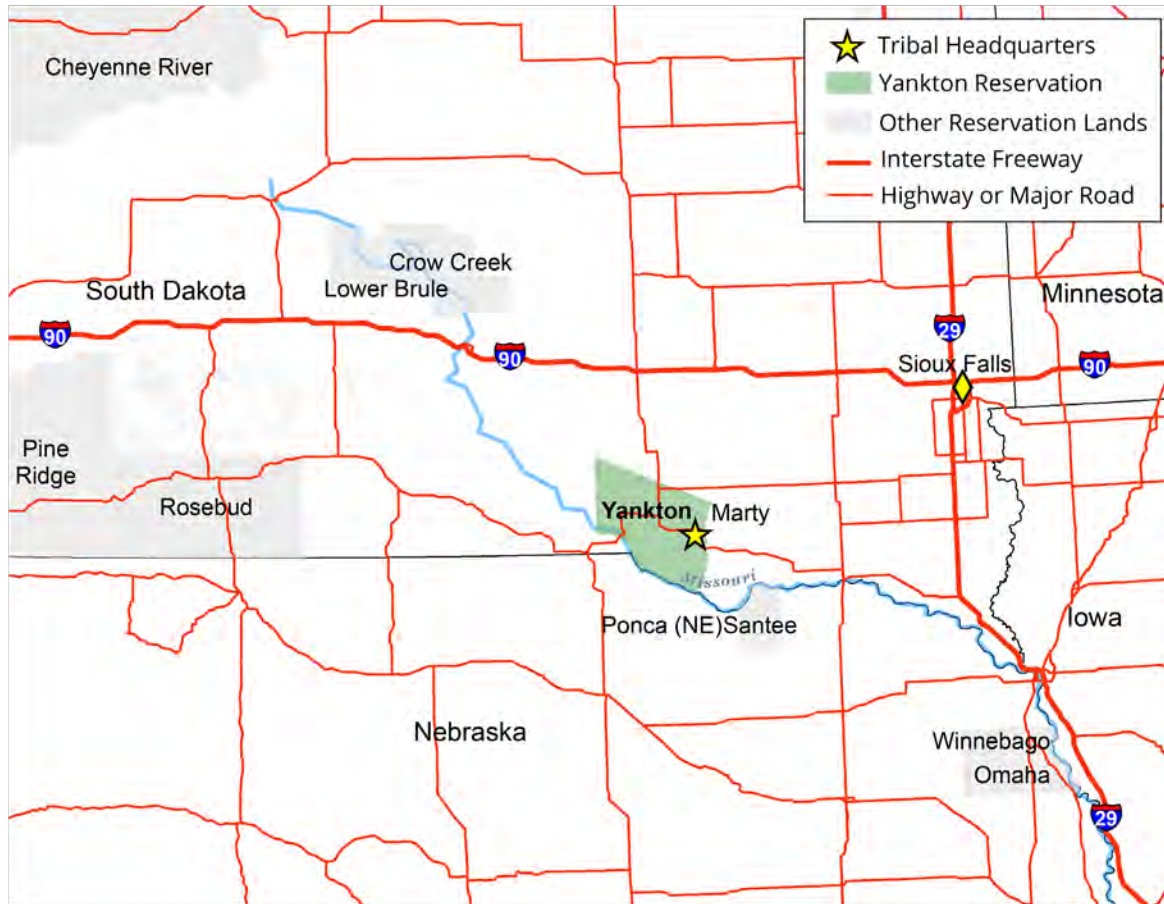 Cheyenne River
Tribal Headquarters
Yankton Reservation
Other Reservation Lands
Interstate Freeway
Highway or Major Road
Crow Creek
Lower Brule
South Dakota
Minnesota
90
90
29
Sioux Falls
90
Pine
Ridge
Rosebud
Yankton
Marty
Missouri
Ponca (NE)Santee
Iowa
Nebraska
Winnebago
Omaha
29